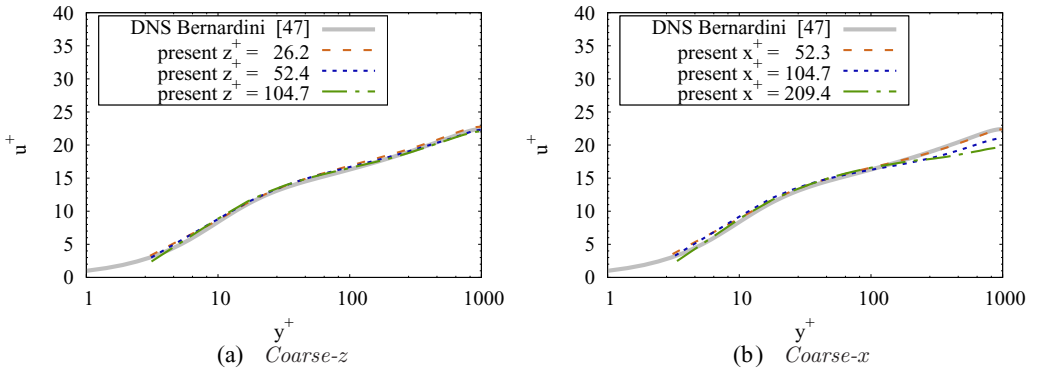 40
35
30
25
20
15
10
5
0
u+
DNS Bernardini [47]
present z+ = 26.2
present z+ = 52.4
present z+ = 104.7
1 10 100 1000
y+
(a) Coarse-z
40
35
30
25
20
15
10
5
0
u+
DNS Bernardini [47]
present x+ = 52.3
present x+ = 104.7
present x+ = 209.4
1 10 100 1000
y+
(b) Coarse-x